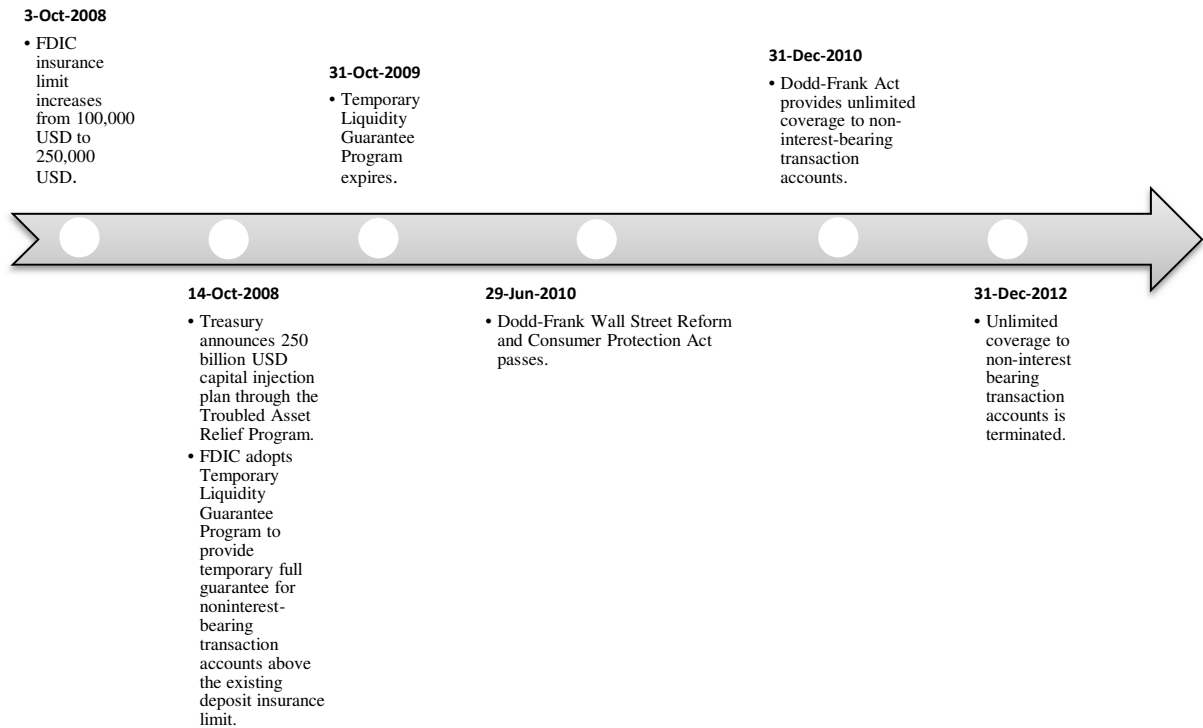 3-Oct-2008
• FDIC
insurance
limit
increases
from 100,000
USD to
250,000
USD.
31-Oct-2009
• Temporary
Liquidity
Guarantee
Program
expires.
31-Dec-2010
• Dodd-Frank Act
provides unlimited
coverage to non-
interest-bearing
transaction
accounts.
14-Oct-2008
• Treasury
announces 250
billion USD
capital injection
plan through the
Troubled Asset
Relief Program.
• FDIC adopts
Temporary
Liquidity
Guarantee
Program to
provide
temporary full
guarantee for
noninterest-
bearing
transaction
accounts above
the existing
deposit insurance
limit.
29-Jun-2010
• Dodd-Frank Wall Street Reform
and Consumer Protection Act
passes.
31-Dec-2012
• Unlimited
coverage to
non-interest
bearing
transaction
accounts is
terminated.